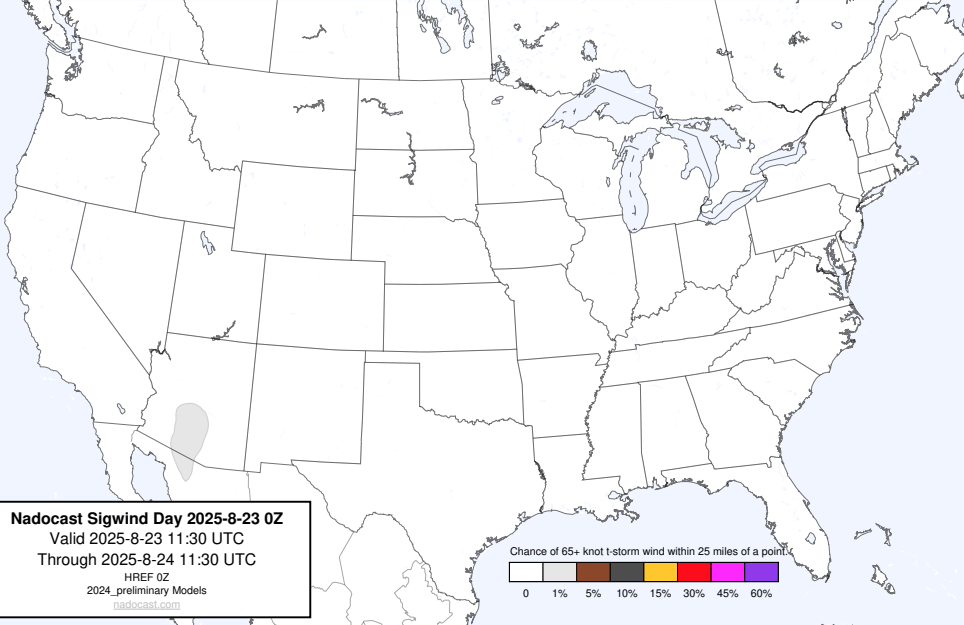 Nadocast Sigwind Day 2025-8-23 0Z
Valid 2025-8-23 11:30 UTC
Through 2025-8-24 11:30 UTC
HREF 0Z
2024_preliminary Models
nadocast.com
Chance of 65+ knot t-storm wind within 25 miles of a point.
0 1% 5% 10% 15% 30% 45% 60%